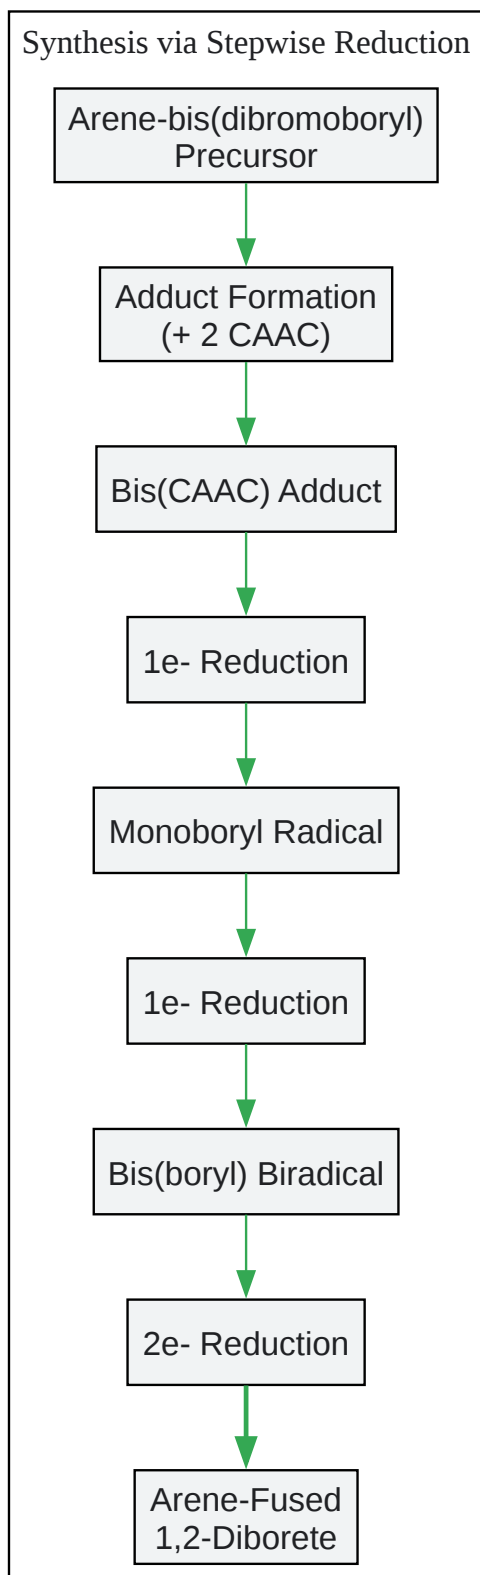 Synthesis via Stepwise Reduction
Arene-bis(dibromoboryl)
Precursor
Adduct Formation
(+ 2 CAAC)
Bis(CAAC) Adduct
1e- Reduction
Monoboryl Radical
1e- Reduction
Bis(boryl) Biradical
2e- Reduction
Arene-Fused
1,2-Diborete